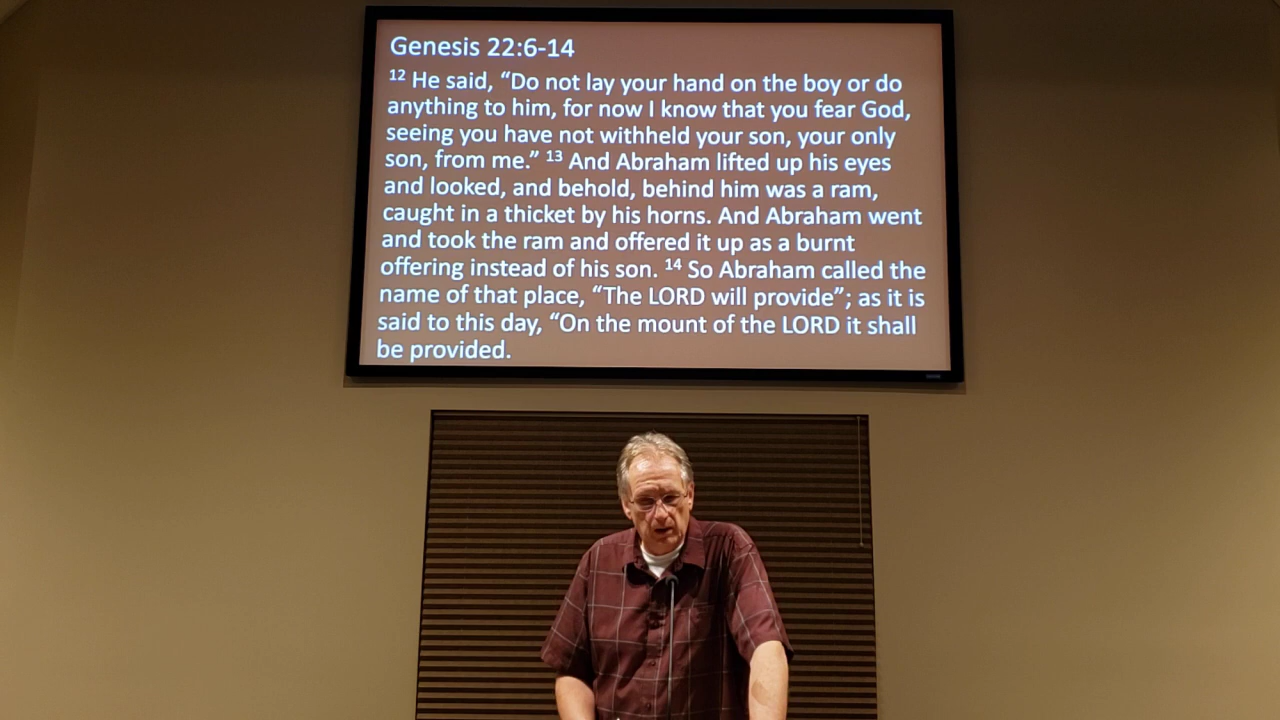 Genesis 22:6-14
12 He said, “Do not lay your hand on the boy or do
anything to him, for now I know that you fear God,
seeing you have not withheld your son, your only
son, from me.” 13 And Abraham lifted up his eyes
and looked, and behold, behind him was a ram,
caught in a thicket by his horns. And Abraham went
and took the ram and offered it up as a burnt
offering instead of his son. 14 So Abraham called the
name of that place, “The LORD will provide”; as it is
said to this day, “On the mount of the LORD it shall
be provided.